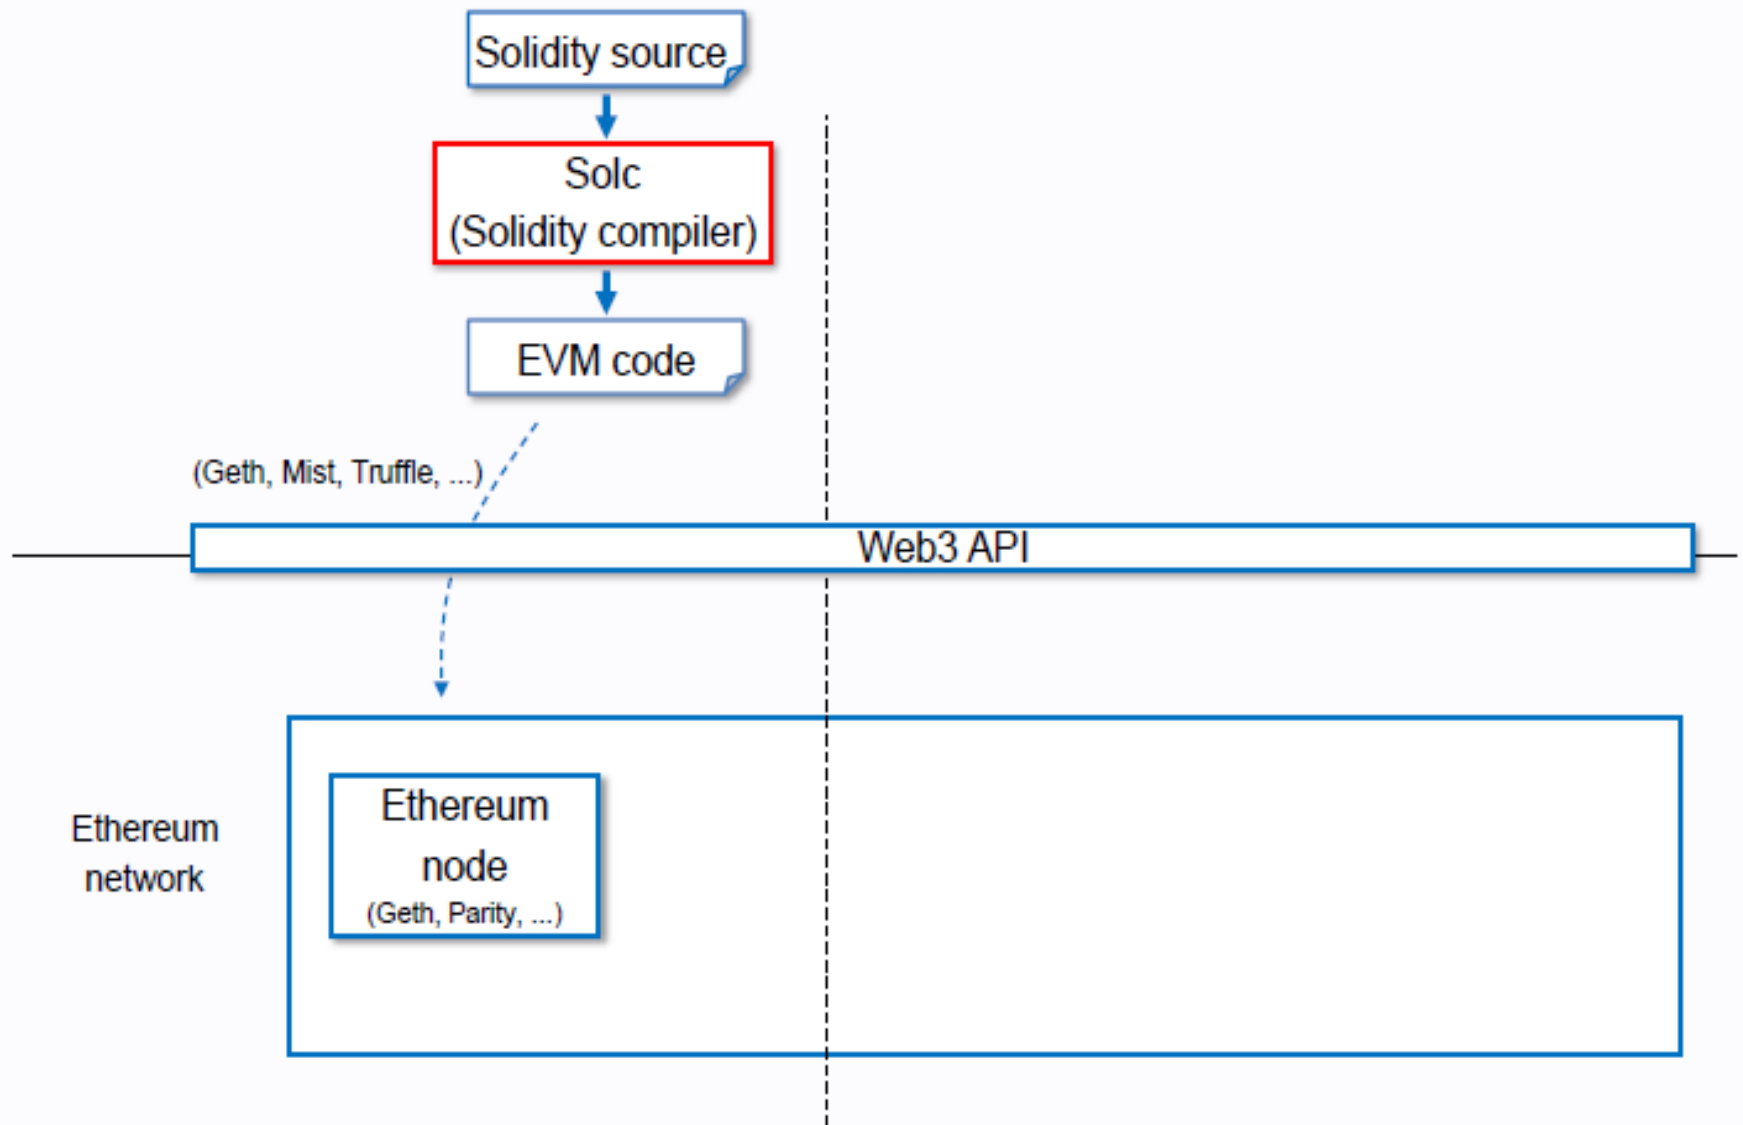 Solidity source
Solc
(Solidity compiler)
EVM code
(Geth, Mist, Truffle, ...)
Web3 API
Ethereum
network
Ethereum
node
(Geth, Parity, ...)